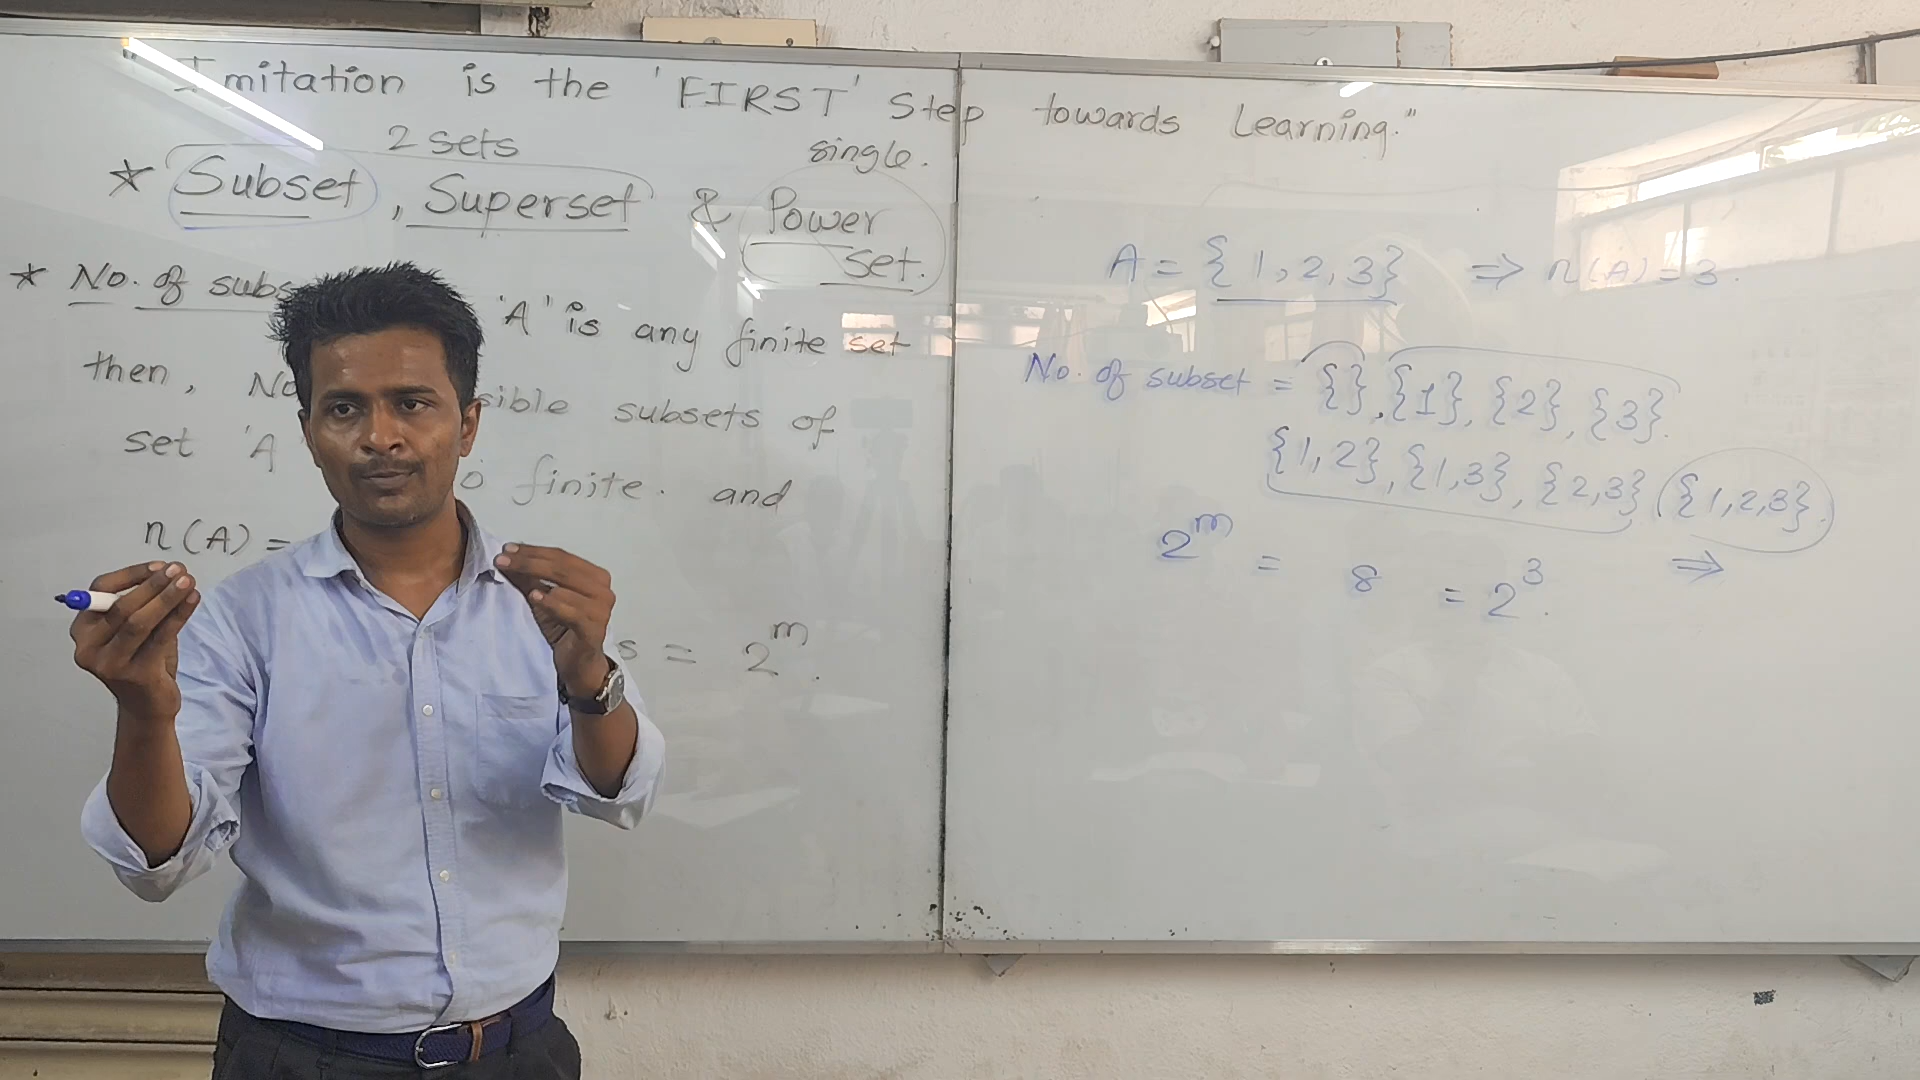 "Imitation is the 'FIRST' Step towards Learning."
2 sets single.
* Subset, Superset & Power
set.
* No. of subs 'A' is any finite set
then, No sible subsets of
set 'A o finite. and
n(A) =
s = 2^m.
A = {1,2,3} ⇒ n(A) = 3.
No. of subset = {}, {1}, {2}, {3}.
{1,2}, {1,3}, {2,3} {1,2,3}.
2^m = 8 = 2^3. ⇒